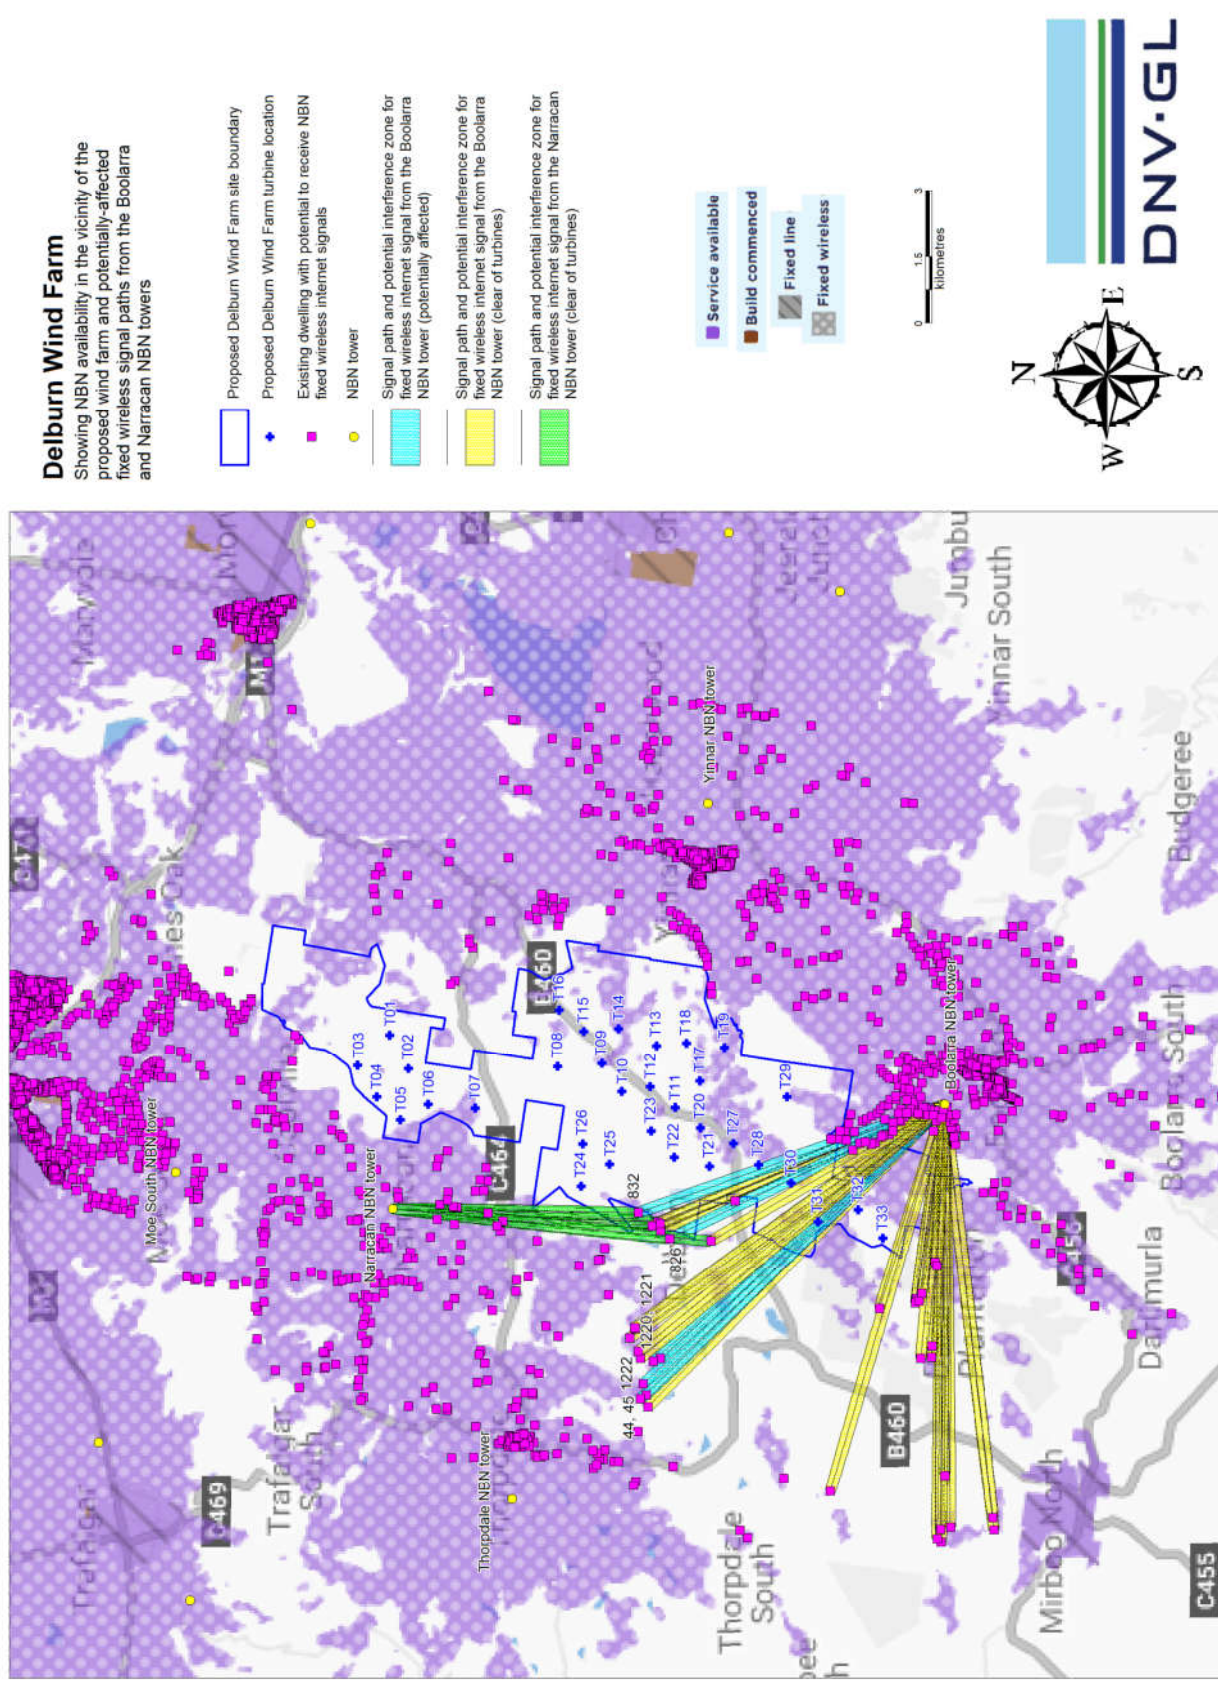 Delburn Wind Farm
Showing NBN availability in the vicinity of the
proposed wind farm and potentially-affected
fixed wireless signal paths from the Boolarra
and Narracan NBN towers
Proposed Delburn Wind Farm site boundary
Proposed Delburn Wind Farm turbine location
Existing dwelling with potential to receive NBN
fixed wireless internet signals
NBN tower
Signal path and potential interference zone for
fixed wireless internet signal from the Boolarra
NBN tower (potentially affected)
Signal path and potential interference zone for
fixed wireless internet signal from the Boolarra
NBN tower (clear of turbines)
Signal path and potential interference zone for
fixed wireless internet signal from the Narracan
NBN tower (clear of turbines)
Service available
Build commenced
Fixed line
Fixed wireless
0 1.5 3
kilometres
N
W E
S
DNV·GL
M1
Moe South NBN tower
Narracan NBN tower
Thorpdale NBN tower
Yinnar NBN tower
Boolarra NBN tower
Trafalgar
Trafalgar
South
C469
B460
B460
C455
Thorpdale
South
Mirboo North
Darlimurla
Boolarra South
Budgeree
Yinnar South
Jumbu
T03
T01
T04
T02
T05
T06
T07
T16
T08
T15
T14
T09
T26
T24
T25
T10
T13
T12
T23
T18
T11
T17
T22
T20
T19
T21
T27
T28
T29
T30
T31
T32
T33
832
826
1220, 1221
44, 45 1222